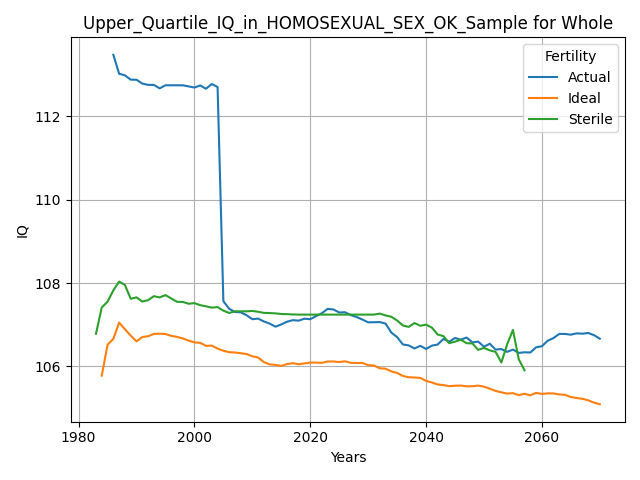 Upper_Quartile_IQ_in_HOMOSEXUAL_SEX_OK_Sample for Whole
Fertility
Actual
Ideal
Sterile
IQ
112
110
108
106
1980
2000
2020
2040
2060
Years